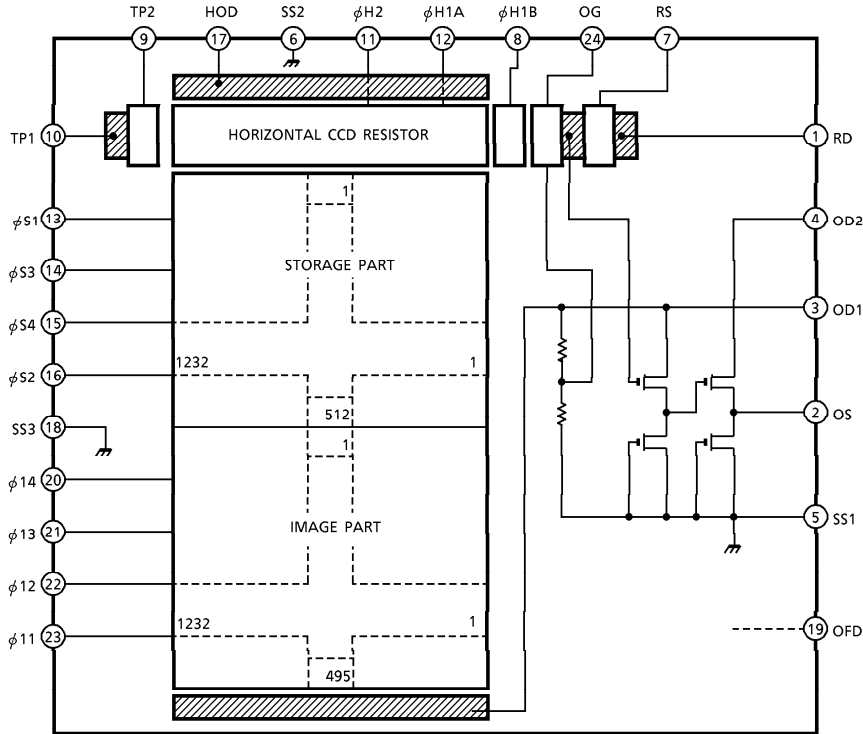 TP2 HOD SS2 ϕH2 ϕH1A ϕH1B OG RS
9 17 6 11 12 8 24 7
TP1 10 HORIZONTAL CCD RESISTOR 1 RD
1
ϕS1 13 4 OD2
STORAGE PART
ϕS3 14
ϕS4 15 3 OD1
1232 1
ϕS2 16
512 2 OS
SS3 18
1
ϕ14 20
5 SS1
IMAGE PART
ϕ13 21
ϕ12 22
1232 1
ϕ11 23 19 OFD
495